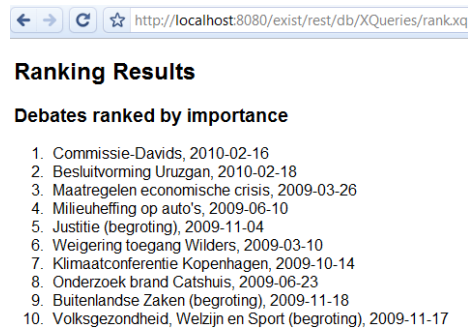 http://localhost:8080/exist/rest/db/XQueries/rank.xq
Ranking Results
Debates ranked by importance
1. Commissie-Davids, 2010-02-16
2. Besluitvorming Uruzgan, 2010-02-18
3. Maatregelen economische crisis, 2009-03-26
4. Milieuheffing op auto's, 2009-06-10
5. Justitie (begroting), 2009-11-04
6. Weigering toegang Wilders, 2009-03-10
7. Klimaatconferentie Kopenhagen, 2009-10-14
8. Onderzoek brand Catshuis, 2009-06-23
9. Buitenlandse Zaken (begroting), 2009-11-18
10. Volksgezondheid, Welzijn en Sport (begroting), 2009-11-17